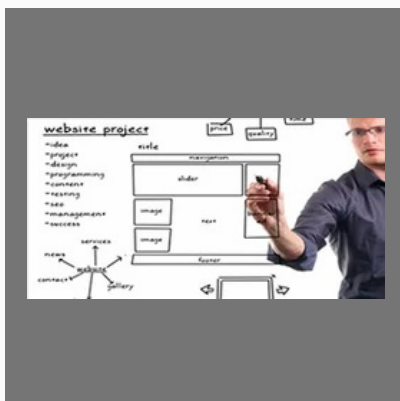 website project
*idea
*project
*design
*programming
*content
*testing
*seo
*management
*success
price
quality
title
navigation
slider
image
text
image
footer
services
news
website
contact
gallery